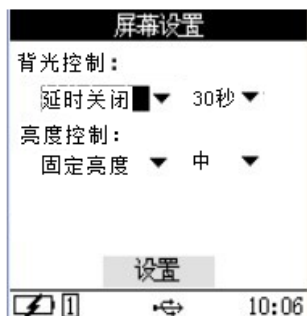 屏幕设置
背光控制：
延时关闭 30秒
亮度控制：
固定亮度 中
设置
1 10:06